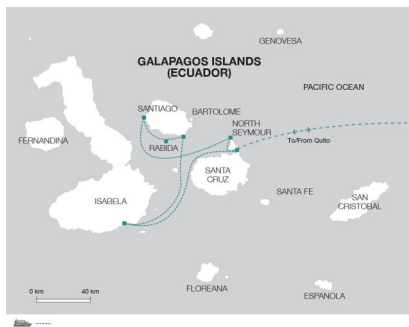 GENOVESA
GALAPAGOS ISLANDS
(ECUADOR)
PACIFIC OCEAN
SANTIAGO
BARTOLOME
NORTH
SEYMOUR
FERNANDINA
RABIDA
To/From Quito
SANTA
CRUZ
ISABELA
SANTA FE
SAN
CRISTOBAL
0 km
40 km
FLOREANA
ESPANOLA